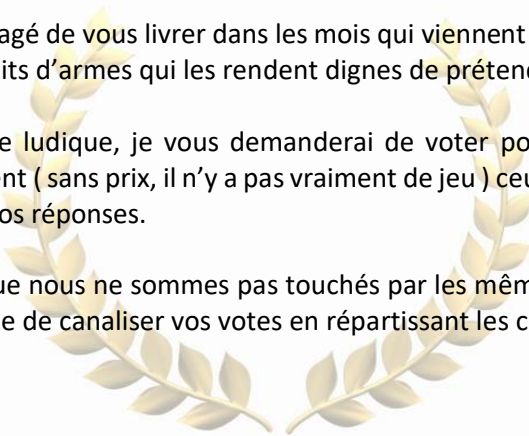 agé de vous livrer dans les mois qui viennent
its d’armes qui les rendent dignes de préten
e ludique, je vous demanderai de voter po
ent ( sans prix, il n’y a pas vraiment de jeu ) ceu
os réponses.
ue nous ne sommes pas touchés par les mêm
e de canaliser vos votes en répartissant les c